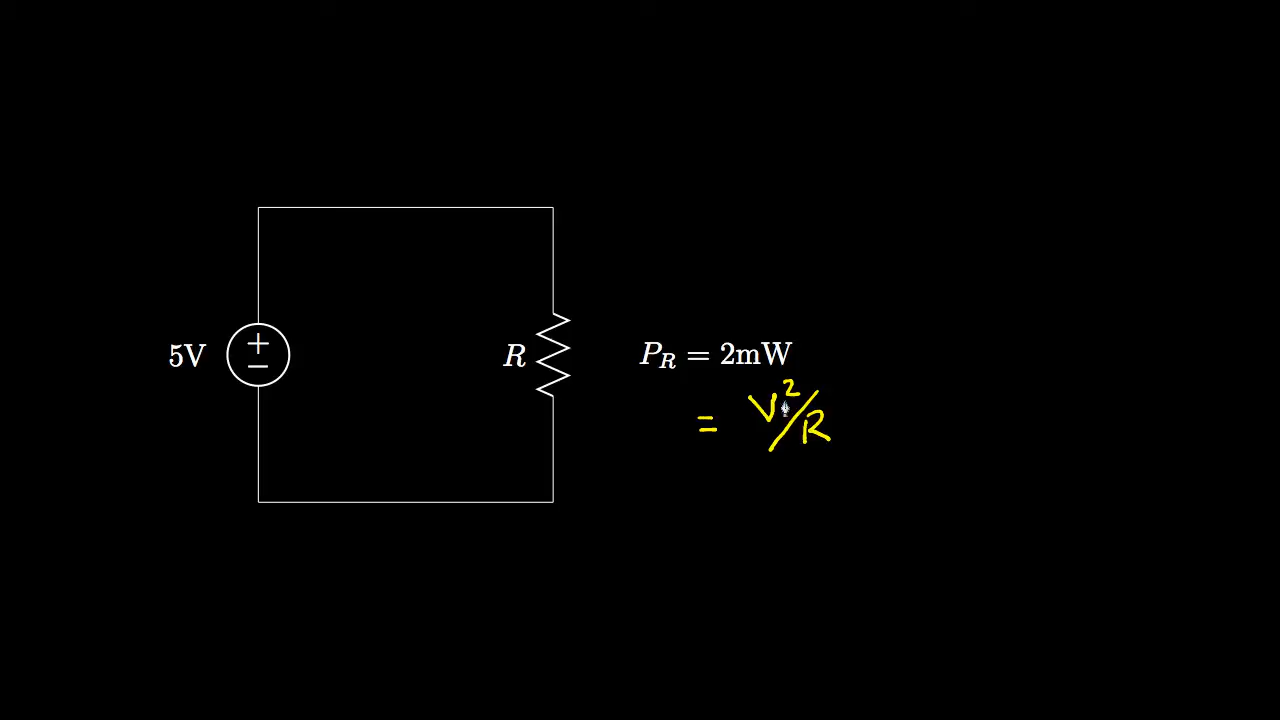 5V
+
−
R
P_R = 2mW
= V²/R